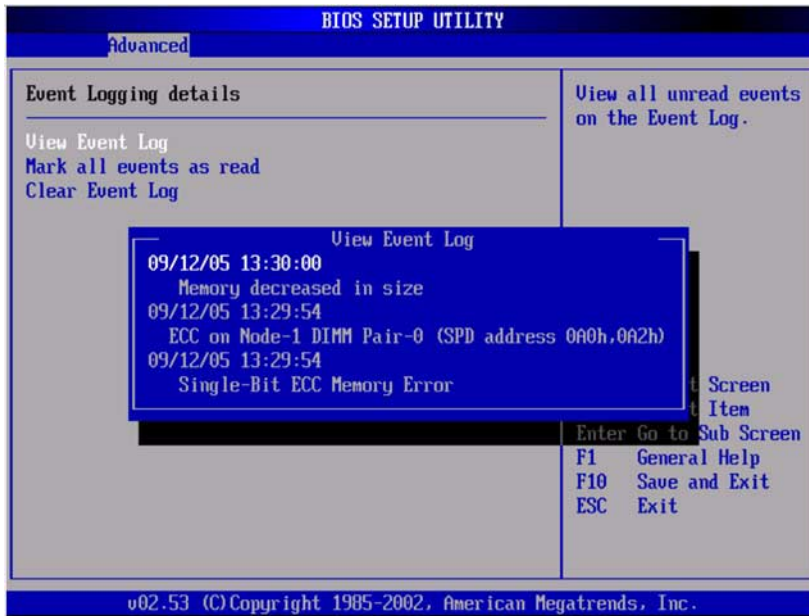 BIOS SETUP UTILITY
Advanced
Event Logging details
View Event Log
Mark all events as read
Clear Event Log
View all unread events
on the Event Log.
View Event Log
09/12/05 13:30:00
Memory decreased in size
09/12/05 13:29:54
ECC on Node-1 DIMM Pair-0 (SPD address 0A0h,0A2h)
09/12/05 13:29:54
Single-Bit ECC Memory Error
t Screen
t Item
Enter Go to Sub Screen
F1 General Help
F10 Save and Exit
ESC Exit
v02.53 (C)Copyright 1985-2002, American Megatrends, Inc.